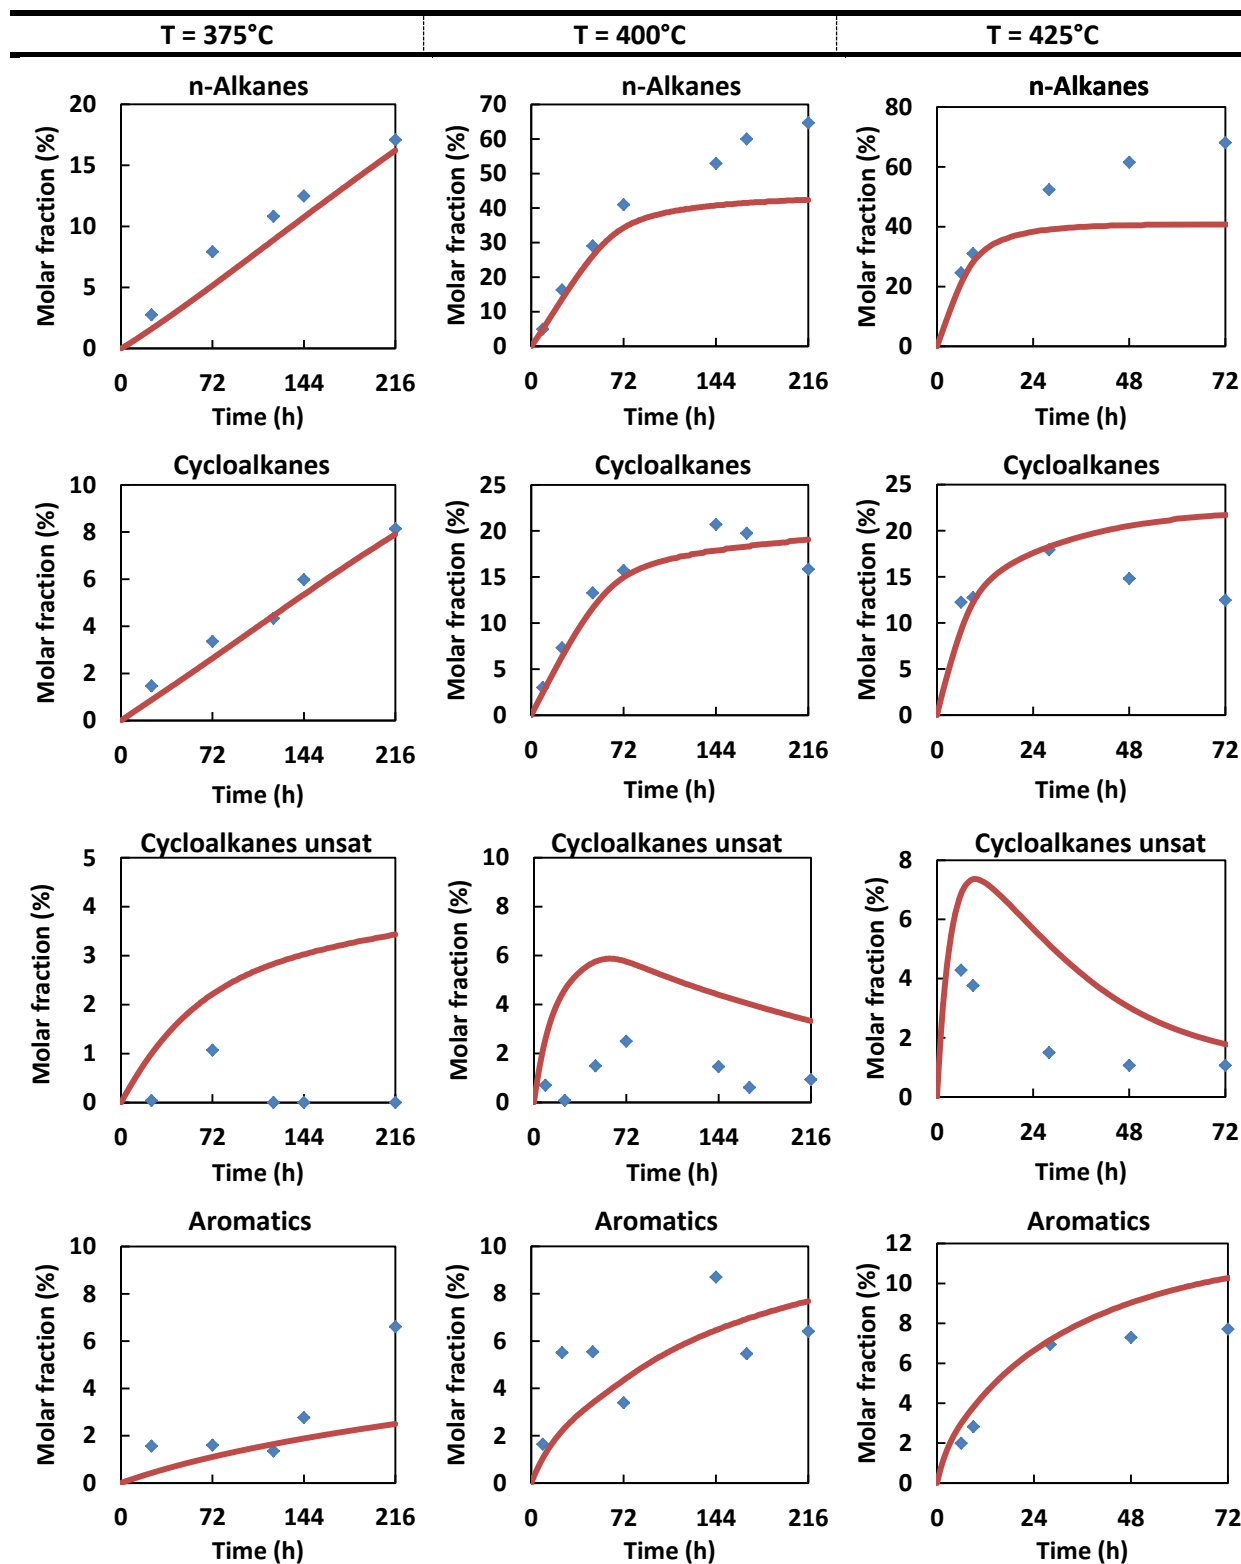 T = 375°C T = 400°C T = 425°C
n-Alkanes n-Alkanes n-Alkanes
Molar fraction (%) Molar fraction (%) Molar fraction (%)
20 15 10 5 0
70 60 50 40 30 20 10 0
80 60 40 20 0
0 72 144 216 0 72 144 216 0 24 48 72
Time (h) Time (h) Time (h)
Cycloalkanes Cycloalkanes Cycloalkanes
Molar fraction (%) Molar fraction (%) Molar fraction (%)
10 8 6 4 2 0
25 20 15 10 5 0
25 20 15 10 5 0
0 72 144 216 0 72 144 216 0 24 48 72
Time (h) Time (h) Time (h)
Cycloalkanes unsat Cycloalkanes unsat Cycloalkanes unsat
Molar fraction (%) Molar fraction (%) Molar fraction (%)
5 4 3 2 1 0
10 8 6 4 2 0
8 6 4 2 0
0 72 144 216 0 72 144 216 0 24 48 72
Time (h) Time (h) Time (h)
Aromatics Aromatics Aromatics
Molar fraction (%) Molar fraction (%) Molar fraction (%)
10 8 6 4 2 0
10 8 6 4 2 0
12 10 8 6 4 2 0
0 72 144 216 0 72 144 216 0 24 48 72
Time (h) Time (h) Time (h)